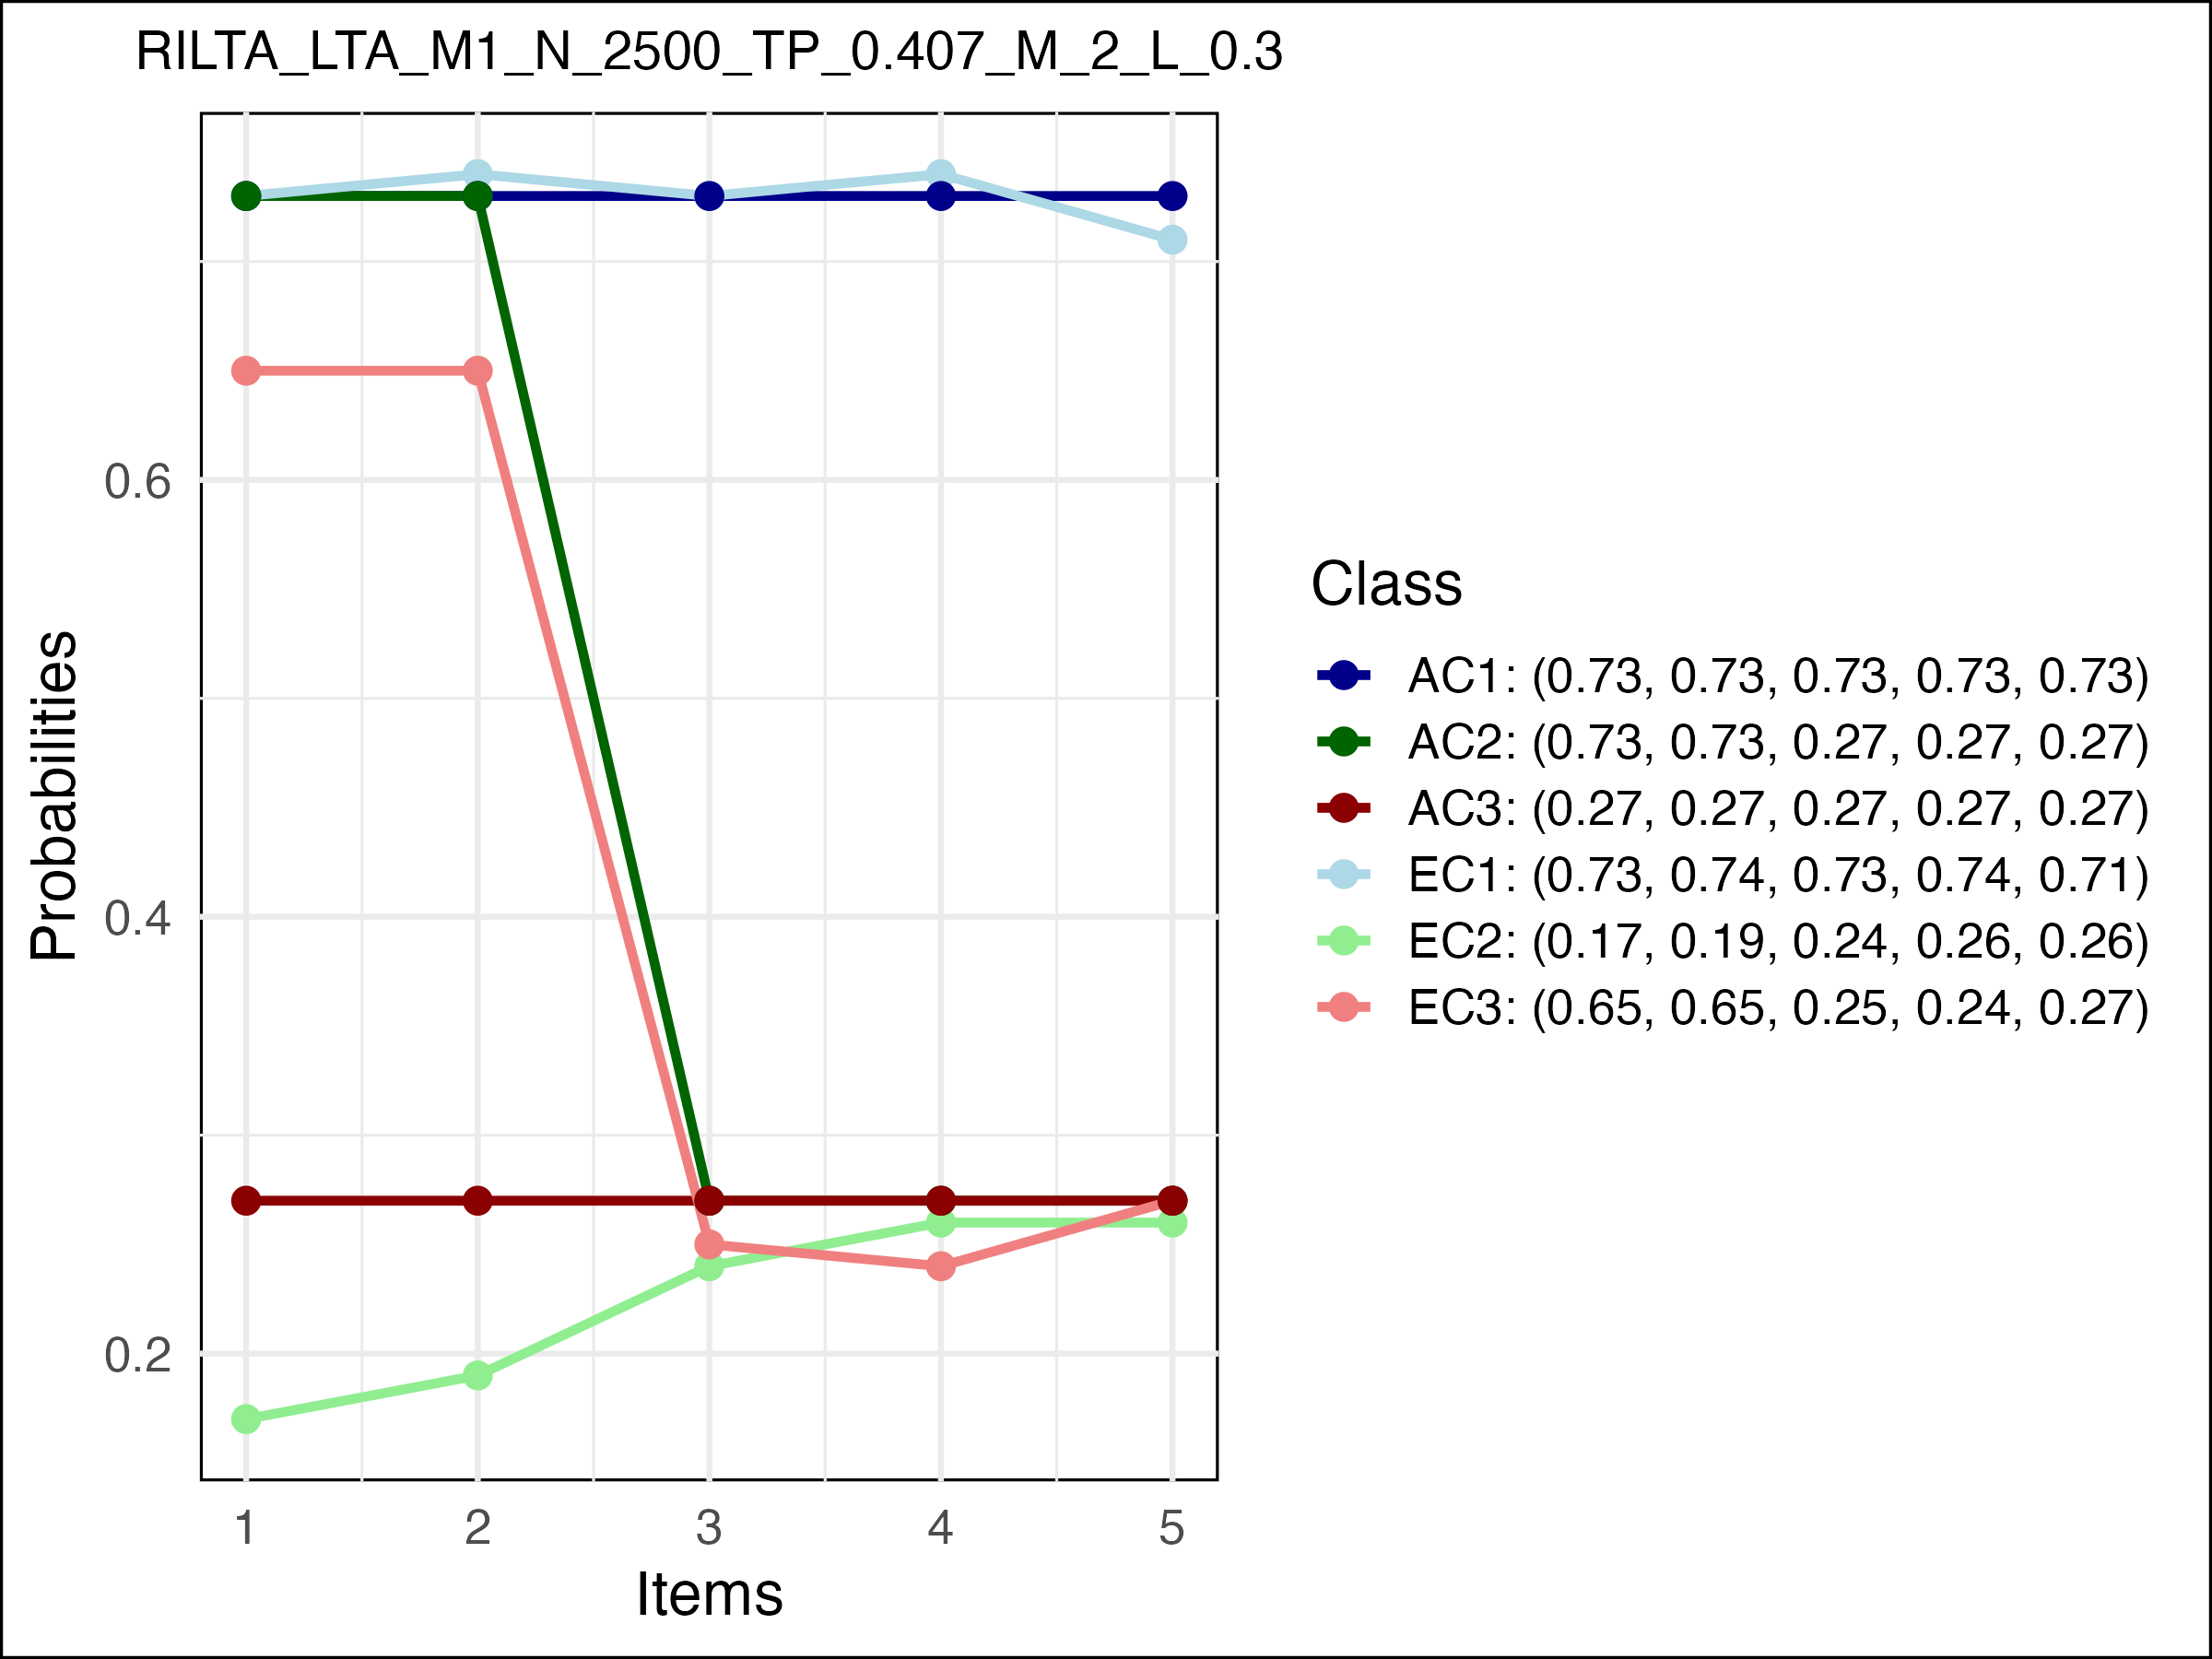 RILTA_LTA_M1_N_2500_TP_0.407_M_2_L_0.3
Probabilities
0.6
0.4
0.2
1 2 3 4 5
Items
Class
AC1: (0.73, 0.73, 0.73, 0.73, 0.73)
AC2: (0.73, 0.73, 0.27, 0.27, 0.27)
AC3: (0.27, 0.27, 0.27, 0.27, 0.27)
EC1: (0.73, 0.74, 0.73, 0.74, 0.71)
EC2: (0.17, 0.19, 0.24, 0.26, 0.26)
EC3: (0.65, 0.65, 0.25, 0.24, 0.27)